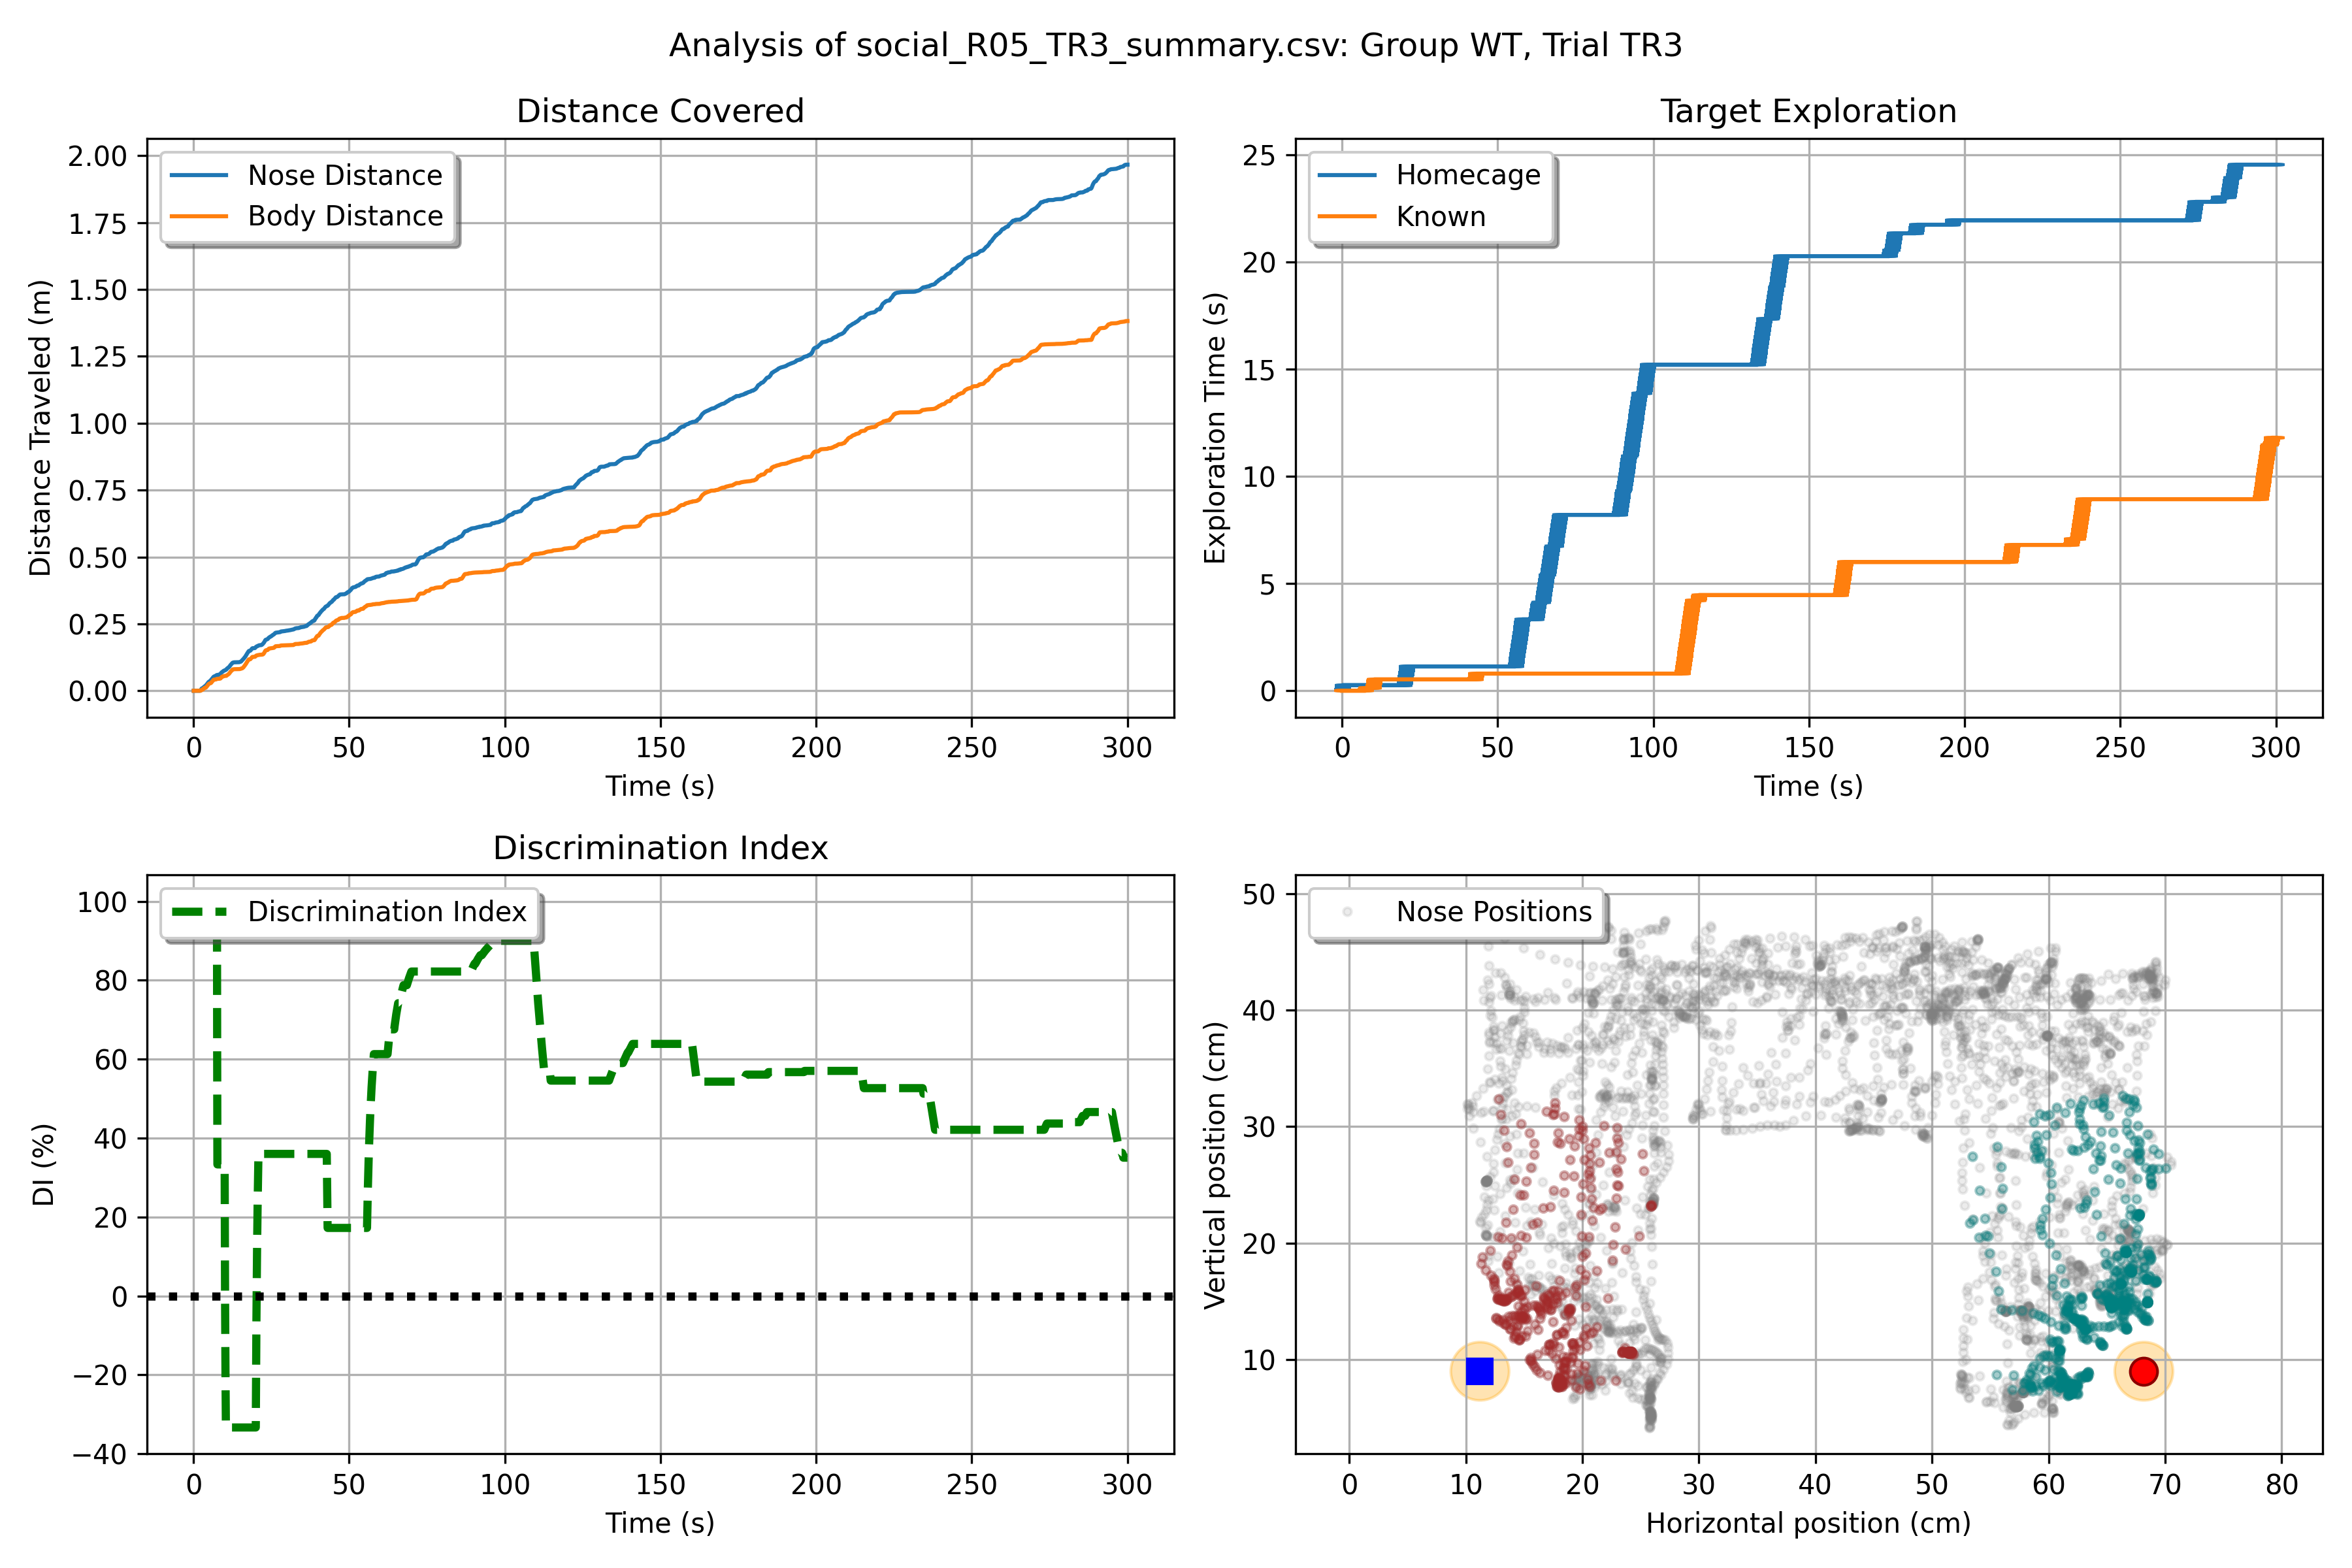 Analysis of social_R05_TR3_summary.csv: Group WT, Trial TR3
Distance Covered
Nose Distance
Body Distance
Distance Traveled (m)
2.00
1.75
1.50
1.25
1.00
0.75
0.50
0.25
0.00
0 50 100 150 200 250 300
Time (s)
Target Exploration
Homecage
Known
Exploration Time (s)
25
20
15
10
5
0
0 50 100 150 200 250 300
Time (s)
Discrimination Index
Discrimination Index
DI (%)
100
80
60
40
20
0
−20
−40
0 50 100 150 200 250 300
Time (s)
Nose Positions
Vertical position (cm)
50
40
30
20
10
0 10 20 30 40 50 60 70 80
Horizontal position (cm)